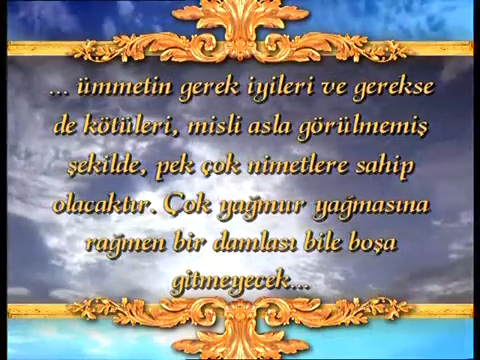 ... ümmetin gerek iyileri ve gerekse
de kötüleri, misli asla görülmemiş
şekilde, pek çok nimetlere sahip
olacaktır. Çok yağmur yağmasına
rağmen bir damlası bile boşa
gitmeyecek...